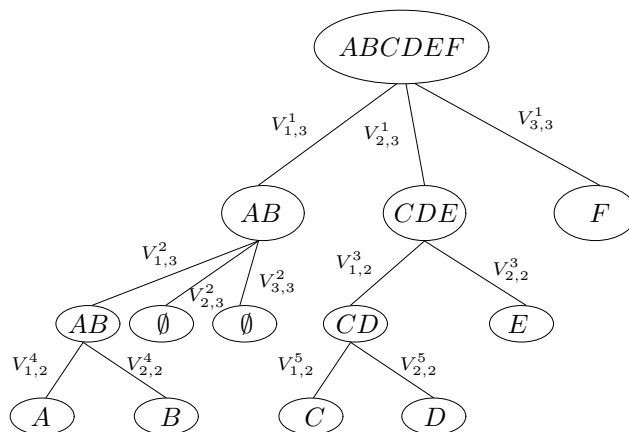 ABCDEF
V^1_{1,3} V^1_{2,3} V^1_{3,3}
AB CDE F
V^2_{1,3} V^2_{2,3} V^2_{3,3} V^3_{1,2} V^3_{2,2}
AB ∅ ∅ CD E
V^4_{1,2} V^4_{2,2} V^5_{1,2} V^5_{2,2}
A B C D